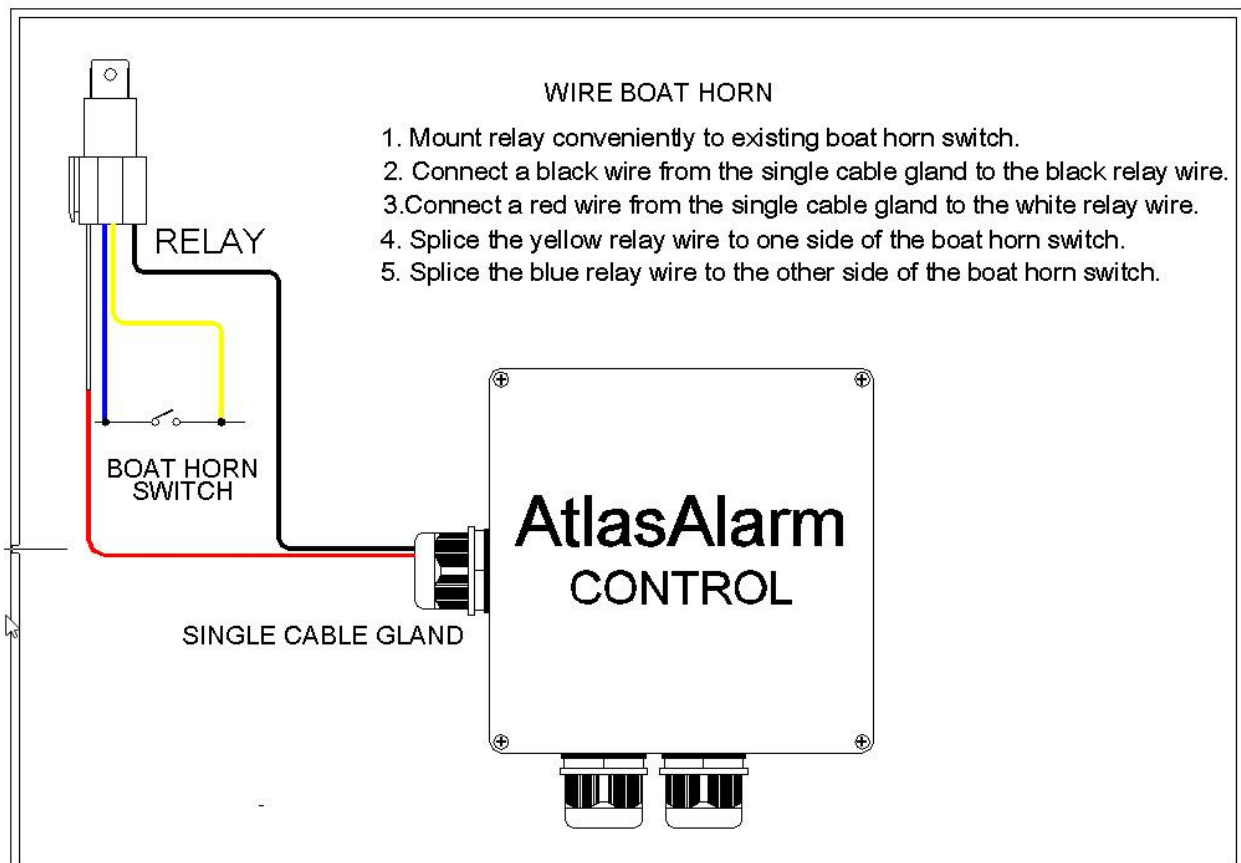 WIRE BOAT HORN
1. Mount relay conveniently to existing boat horn switch.
2. Connect a black wire from the single cable gland to the black relay wire.
3.Connect a red wire from the single cable gland to the white relay wire.
4. Splice the yellow relay wire to one side of the boat horn switch.
5. Splice the blue relay wire to the other side of the boat horn switch.
RELAY
BOAT HORN
SWITCH
AtlasAlarm
CONTROL
SINGLE CABLE GLAND